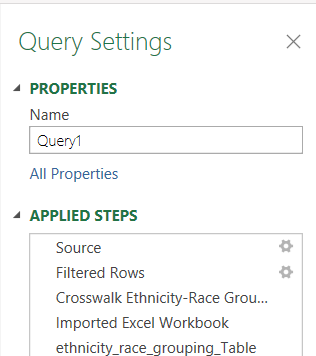 Query Settings
PROPERTIES
Name
Query1
All Properties
APPLIED STEPS
Source
Filtered Rows
Crosswalk Ethnicity-Race Grou...
Imported Excel Workbook
ethnicity_race_grouping_Table